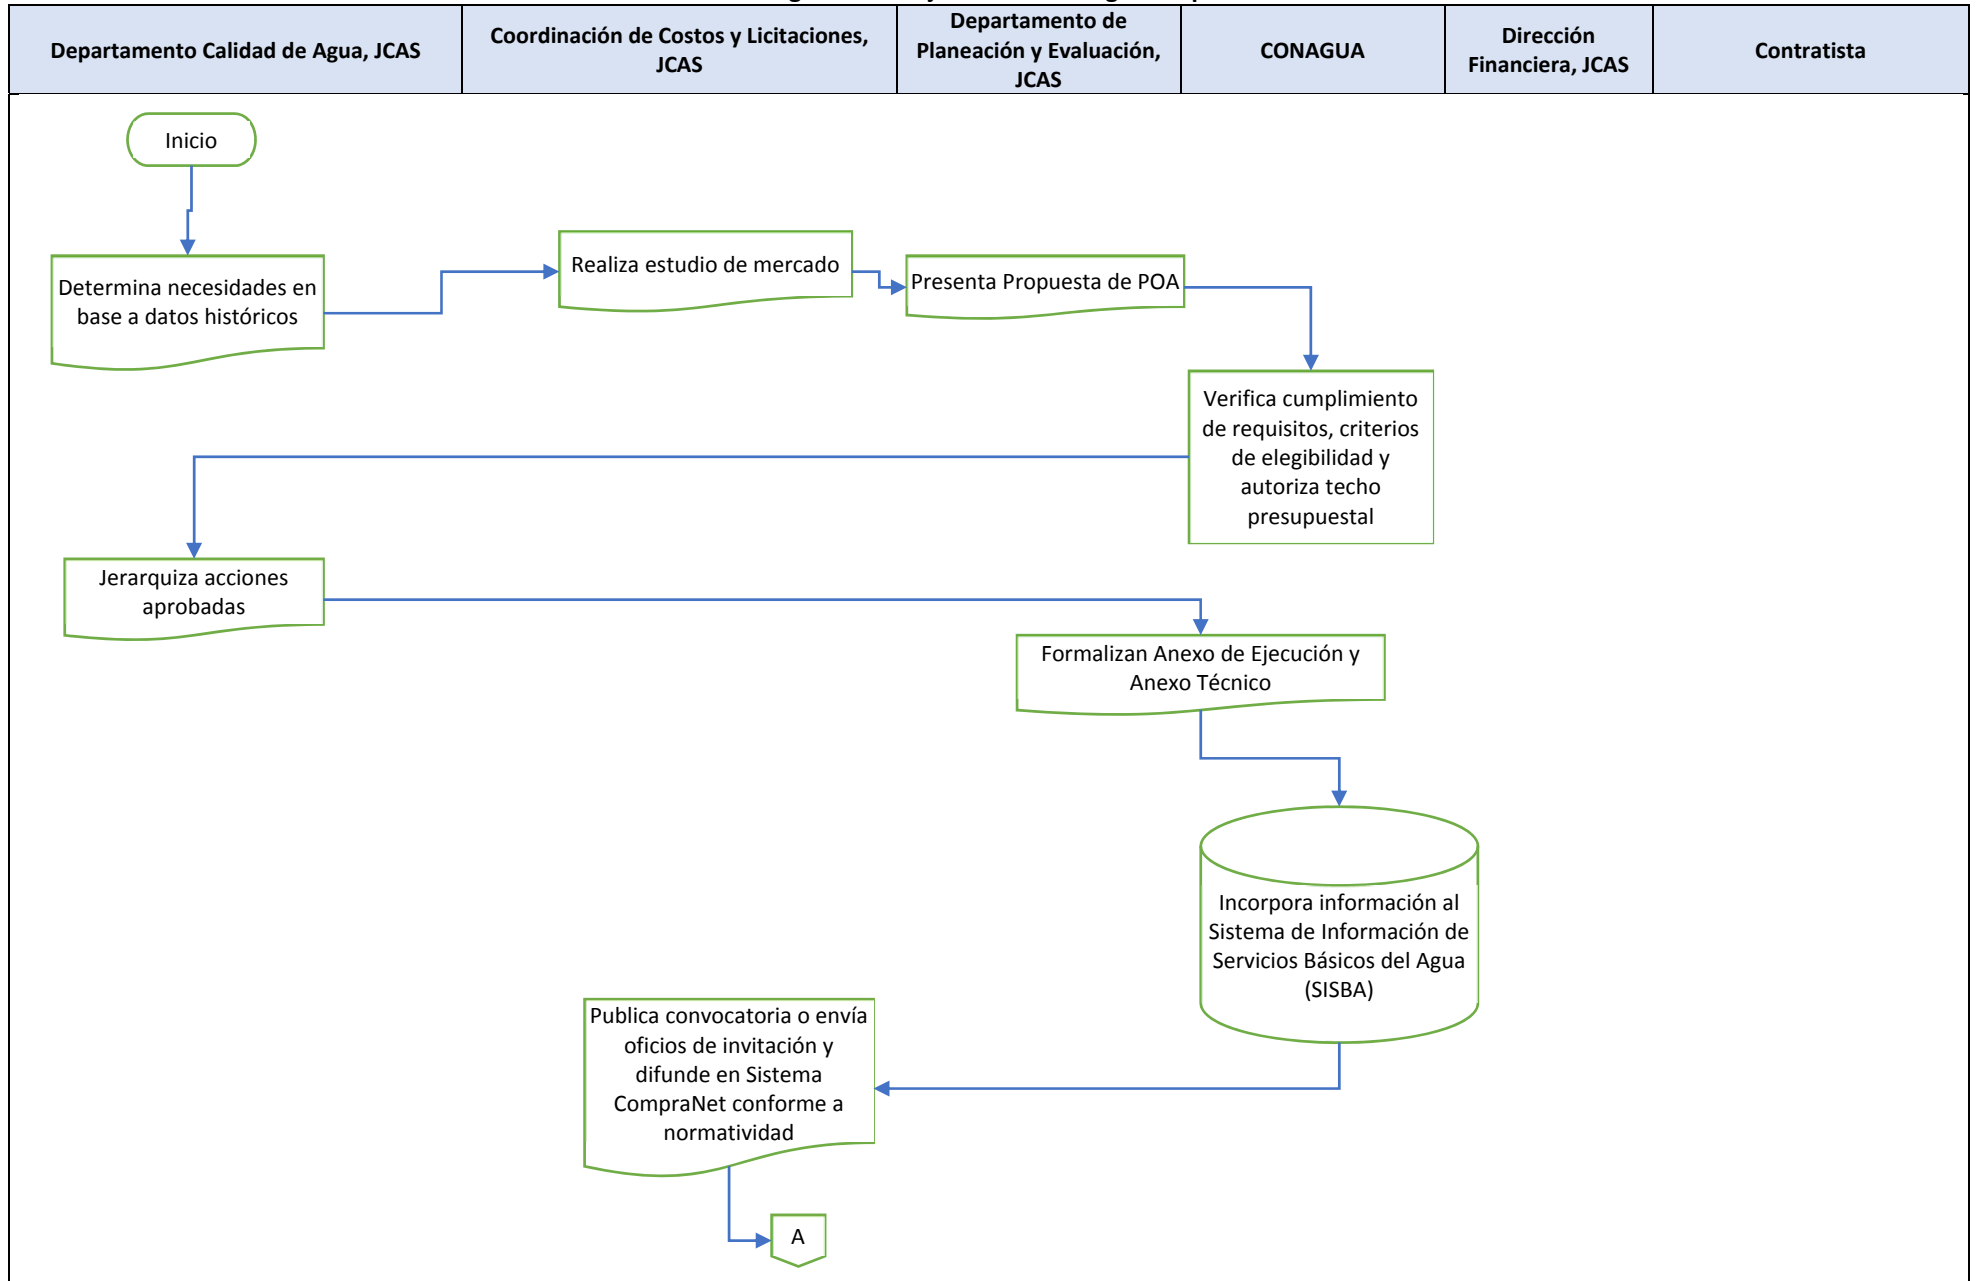 Departamento Calidad de Agua, JCAS
Coordinación de Costos y Licitaciones,
JCAS
Departamento de
Planeación y Evaluación,
JCAS
CONAGUA
Dirección
Financiera, JCAS
Contratista
Inicio
Determina necesidades en
base a datos históricos
Realiza estudio de mercado
Presenta Propuesta de POA
Verifica cumplimiento
de requisitos, criterios
de elegibilidad y
autoriza techo
presupuestal
Jerarquiza acciones
aprobadas
Formalizan Anexo de Ejecución y
Anexo Técnico
Incorpora información al
Sistema de Información de
Servicios Básicos del Agua
(SISBA)
Publica convocatoria o envía
oficios de invitación y
difunde en Sistema
CompraNet conforme a
normatividad
A